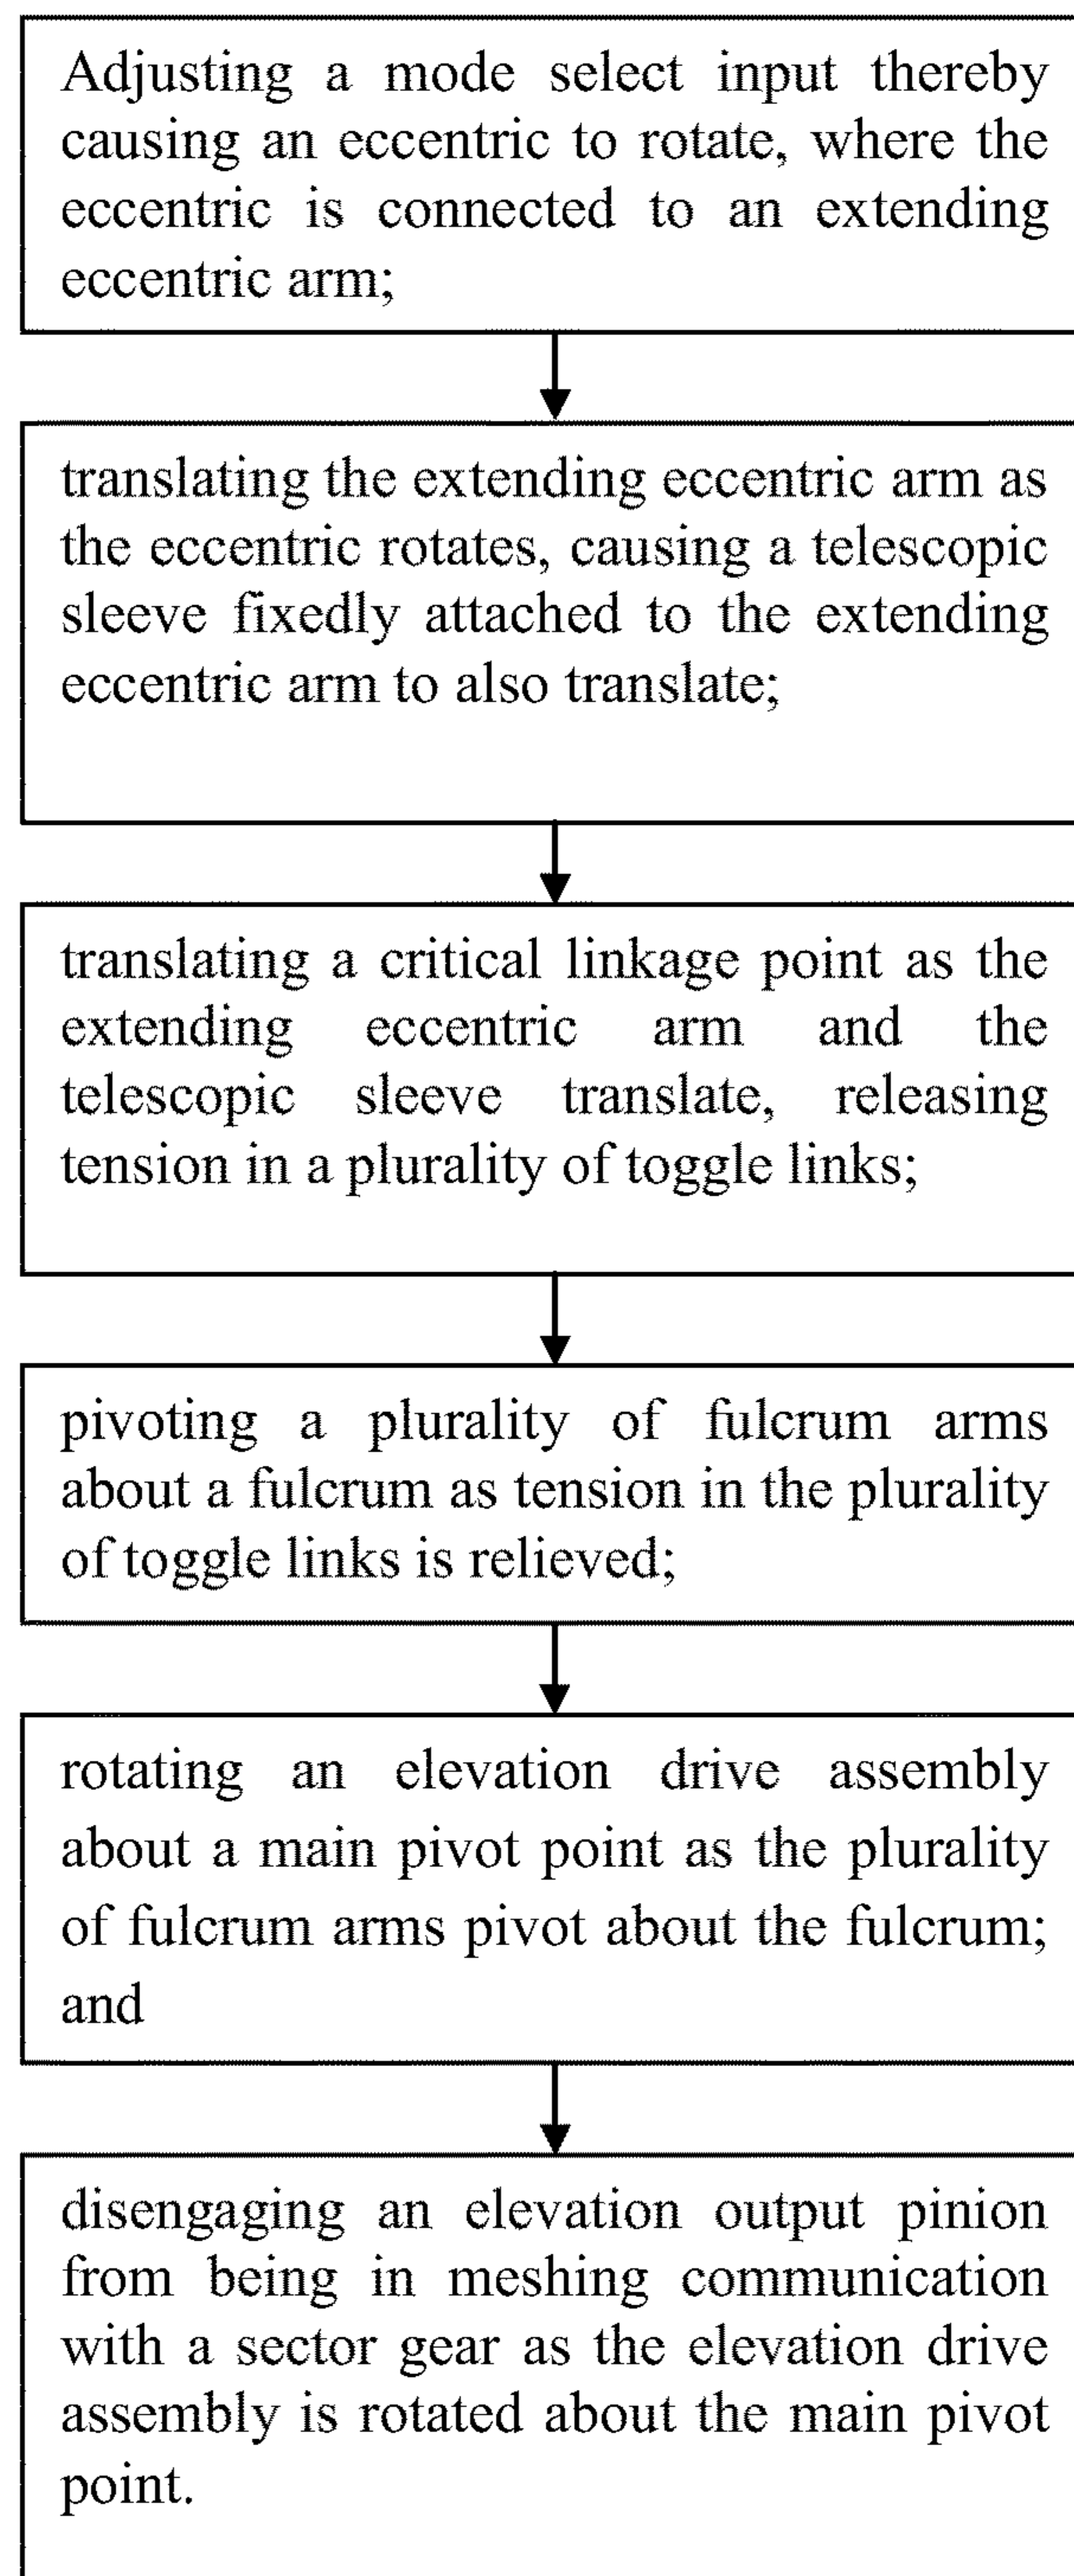 Adjusting a mode select input thereby
causing an eccentric to rotate, where the
eccentric is connected to an extending
eccentric arm;
translating the extending eccentric arm as
the eccentric rotates, causing a telescopic
sleeve fixedly attached to the extending
eccentric arm to also translate;
translating a critical linkage point as the
extending eccentric arm and the
telescopic sleeve translate, releasing
tension in a plurality of toggle links;
pivoting a plurality of fulcrum arms
about a fulcrum as tension in the plurality
of toggle links is relieved;
rotating an elevation drive assembly
about a main pivot point as the plurality
of fulcrum arms pivot about the fulcrum;
and
disengaging an elevation output pinion
from being in meshing communication
with a sector gear as the elevation drive
assembly is rotated about the main pivot
point.